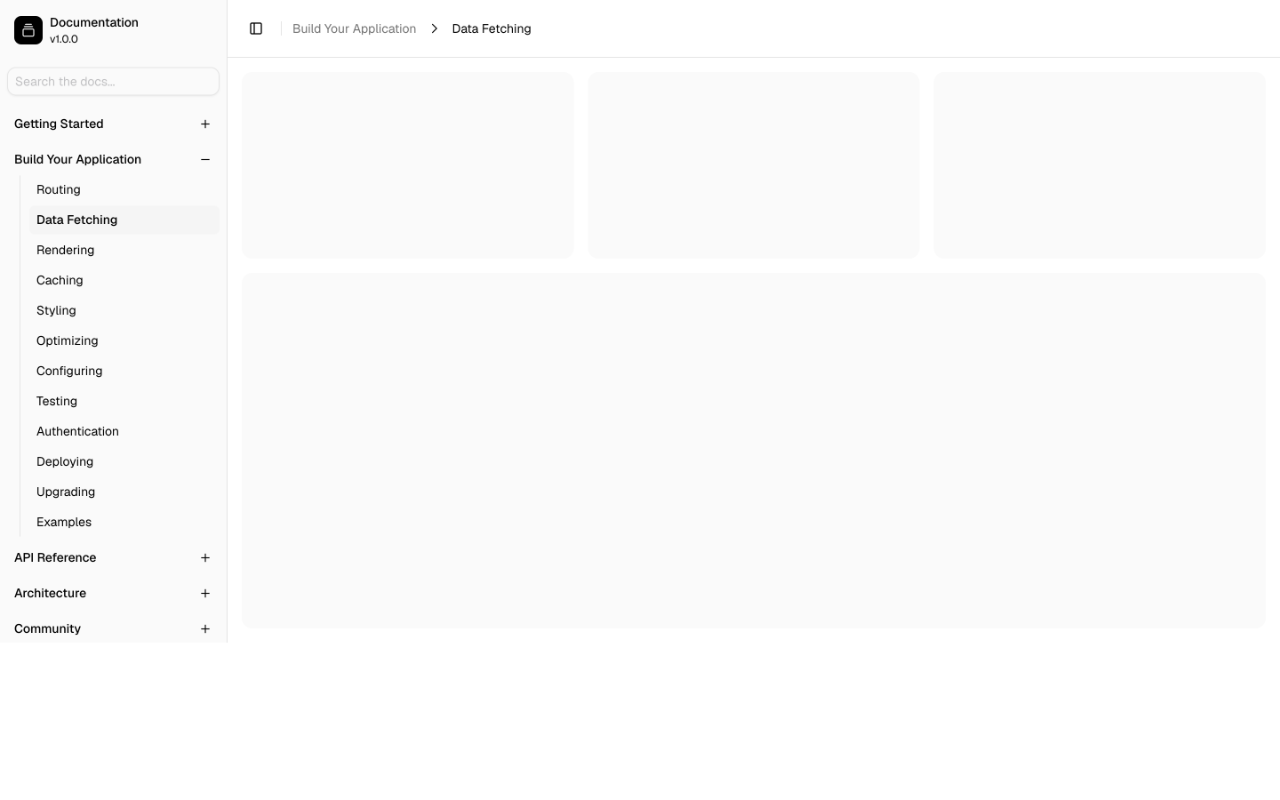 Documentation
v1.0.0
Search the docs...
Getting Started
Build Your Application
Routing
Data Fetching
Rendering
Caching
Styling
Optimizing
Configuring
Testing
Authentication
Deploying
Upgrading
Examples
API Reference
Architecture
Community
Build Your Application
Data Fetching